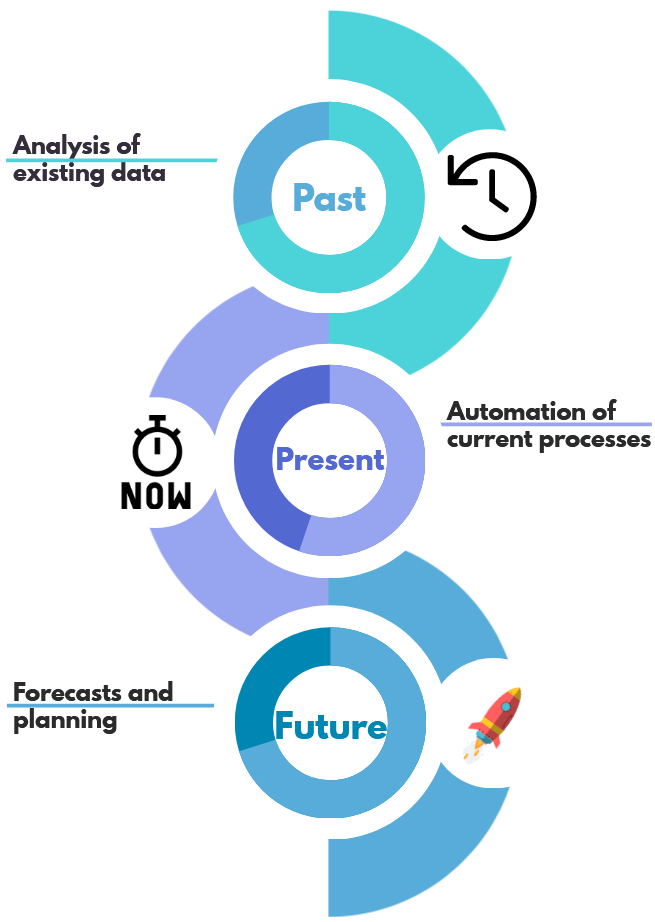 Analysis of
existing data
Past
Automation of
current processes
Present
NOW
Forecasts and
planning
Future